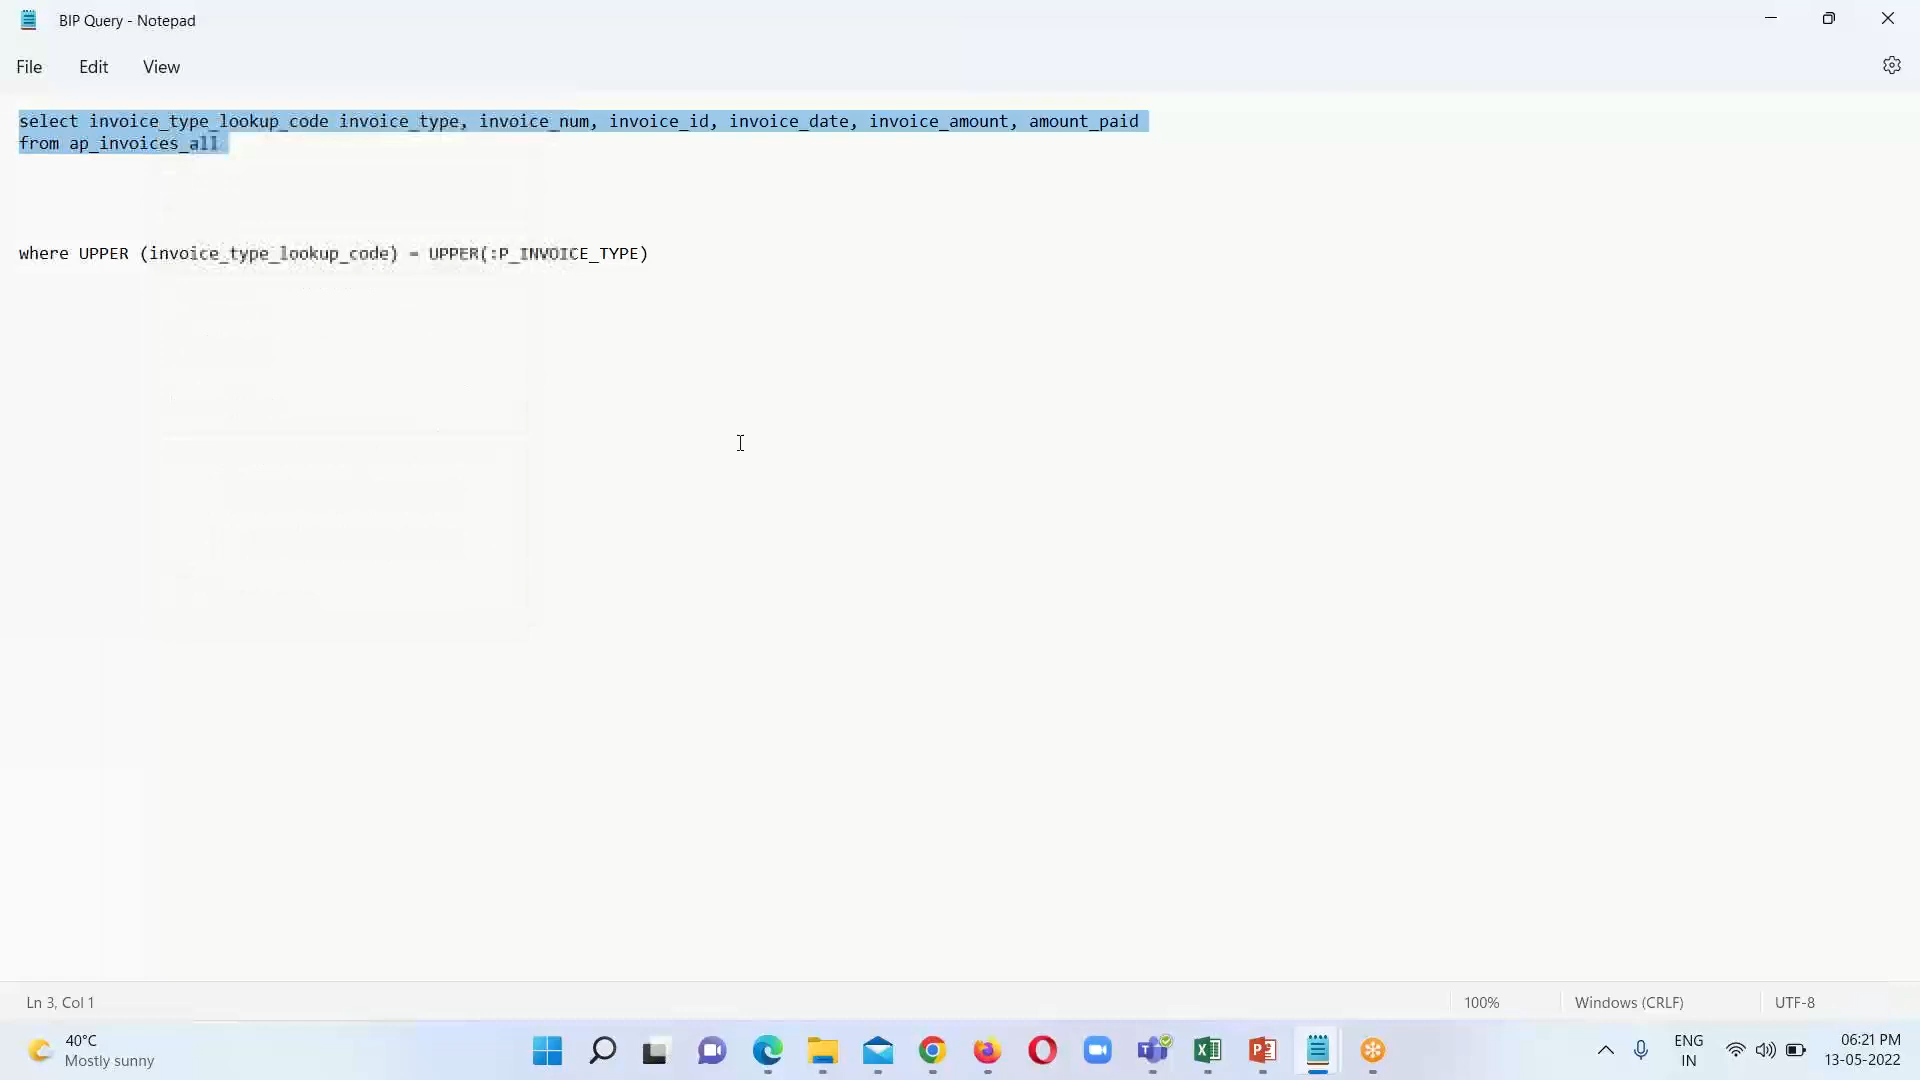 BIP Query - Notepad
File Edit View
select invoice_type_lookup_code invoice_type, invoice_num, invoice_id, invoice_date, invoice_amount, amount_paid
from ap_invoices_all
where UPPER (invoice_type_lookup_code) = UPPER(:P_INVOICE_TYPE)
Ln 3, Col 1 100% Windows (CRLF) UTF-8
40°C
Mostly sunny
ENG
IN
06:21 PM
13-05-2022